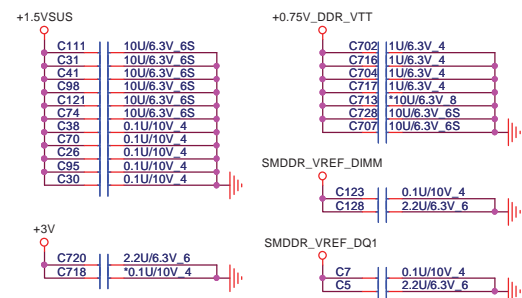 +1.5VSUS
C111 10U/6.3V_6S
C31 10U/6.3V_6S
C41 10U/6.3V_6S
C98 10U/6.3V_6S
C121 10U/6.3V_6S
C74 10U/6.3V_6S
C38 0.1U/10V_4
C70 0.1U/10V_4
C26 0.1U/10V_4
C95 0.1U/10V_4
C30 0.1U/10V_4
+3V
C720 2.2U/6.3V_6
C718 *0.1U/10V_4
+0.75V_DDR_VTT
C702 1U/6.3V_4
C716 1U/6.3V_4
C704 1U/6.3V_4
C717 1U/6.3V_4
C713 *10U/6.3V_8
C728 10U/6.3V_6S
C707 10U/6.3V_6S
SMDDR_VREF_DIMM
C123 0.1U/10V_4
C128 2.2U/6.3V_6
SMDDR_VREF_DQ1
C7 0.1U/10V_4
C5 2.2U/6.3V_6